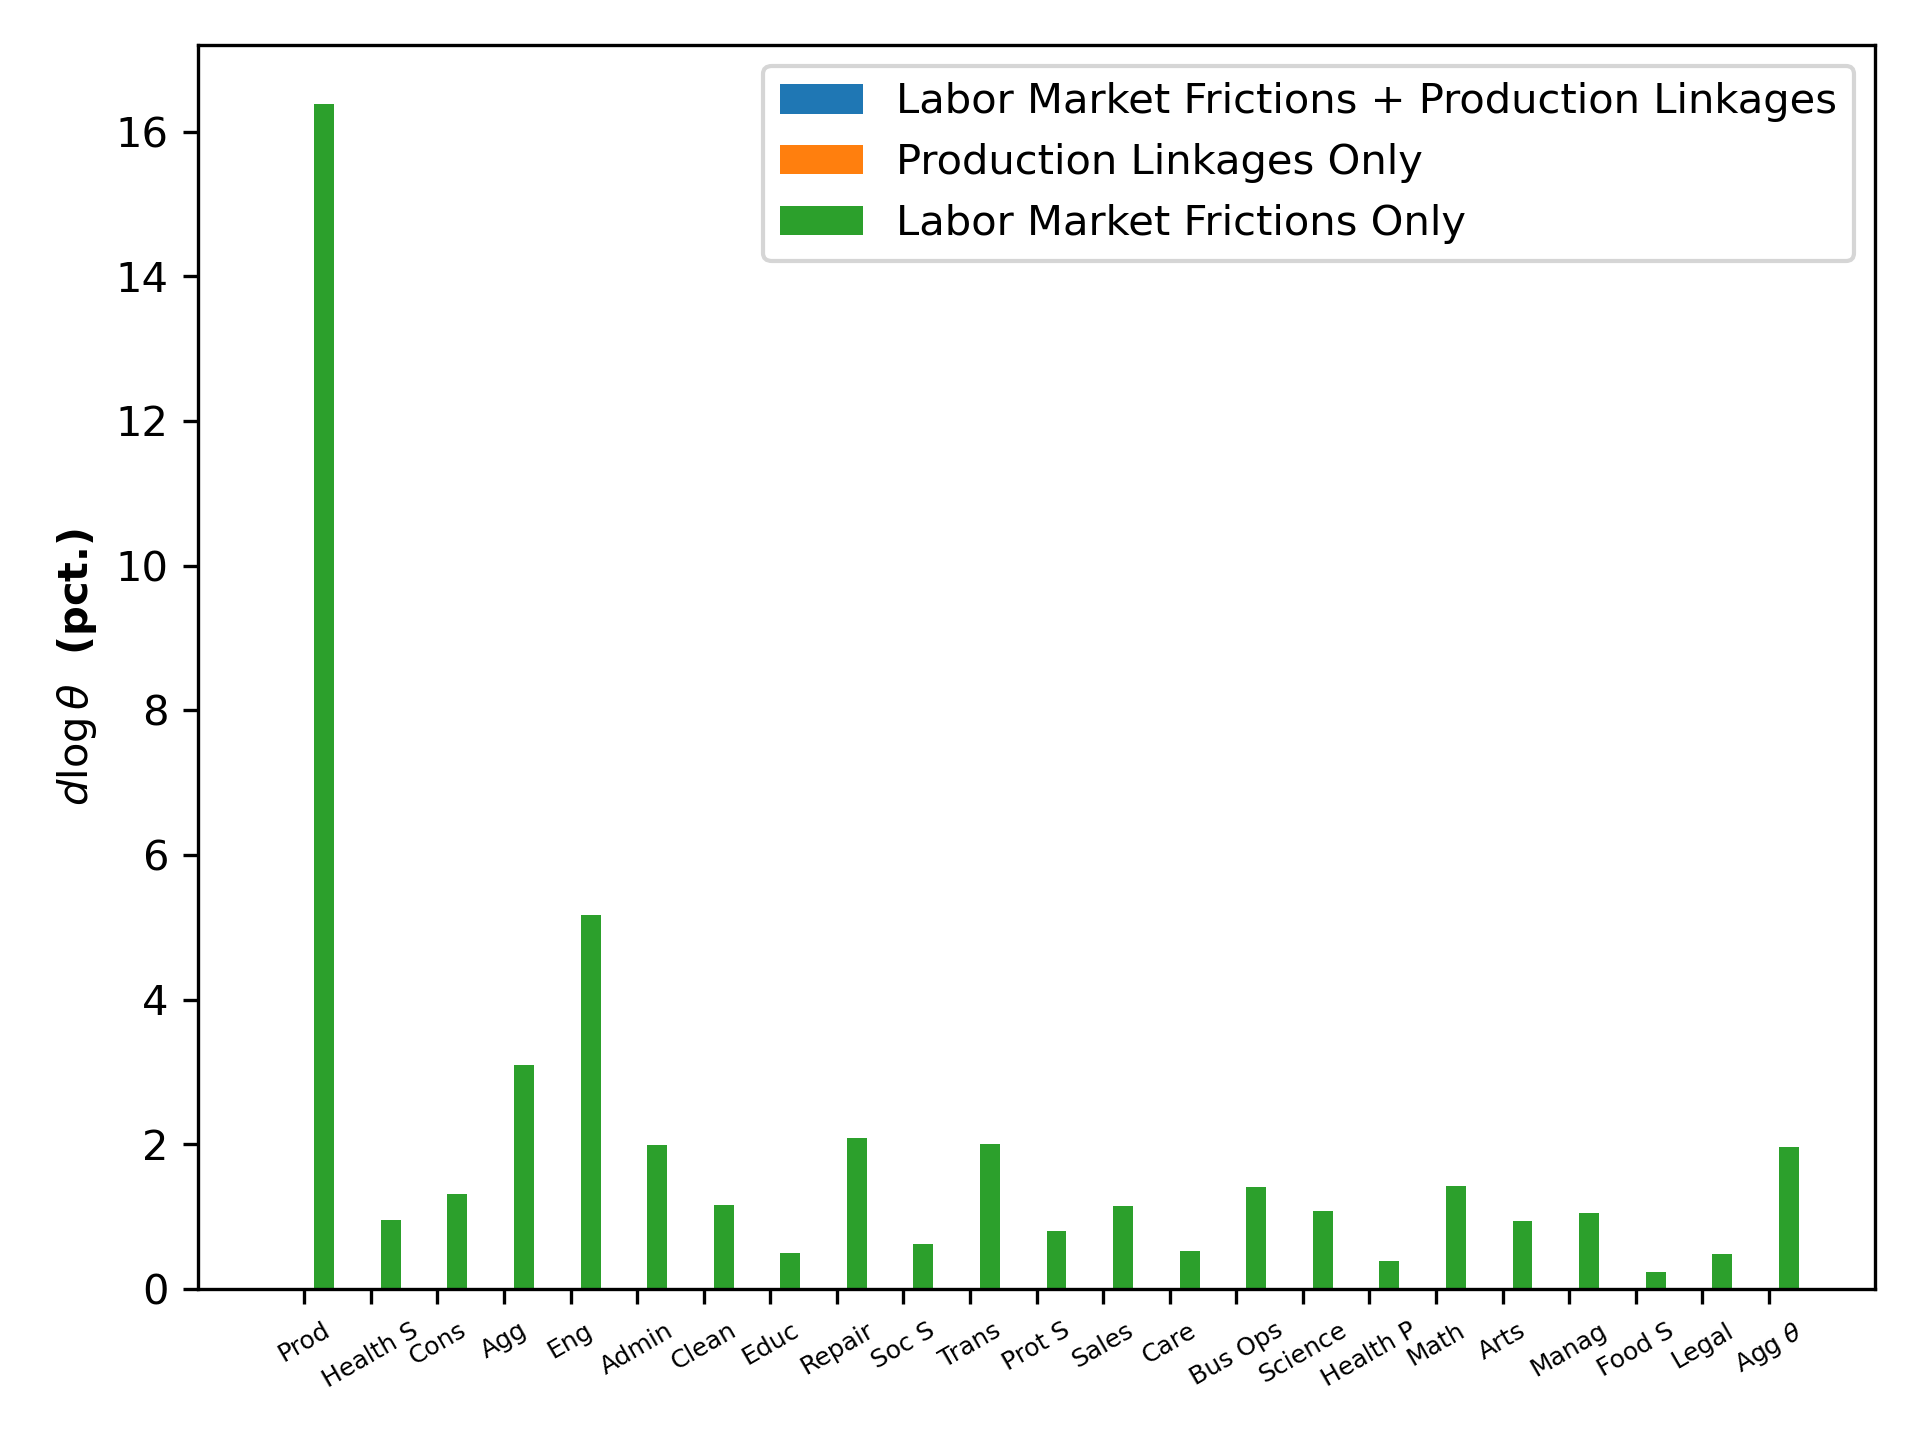 Labor Market Frictions + Production Linkages
Production Linkages Only
Labor Market Frictions Only
d log θ (pct.)
16
14
12
10
8
6
4
2
0
Prod
Health S
Cons
Agg
Eng
Admin
Clean
Educ
Repair
Soc S
Trans
Prot S
Sales
Care
Bus Ops
Science
Health P
Math
Arts
Manag
Food S
Legal
Agg θ